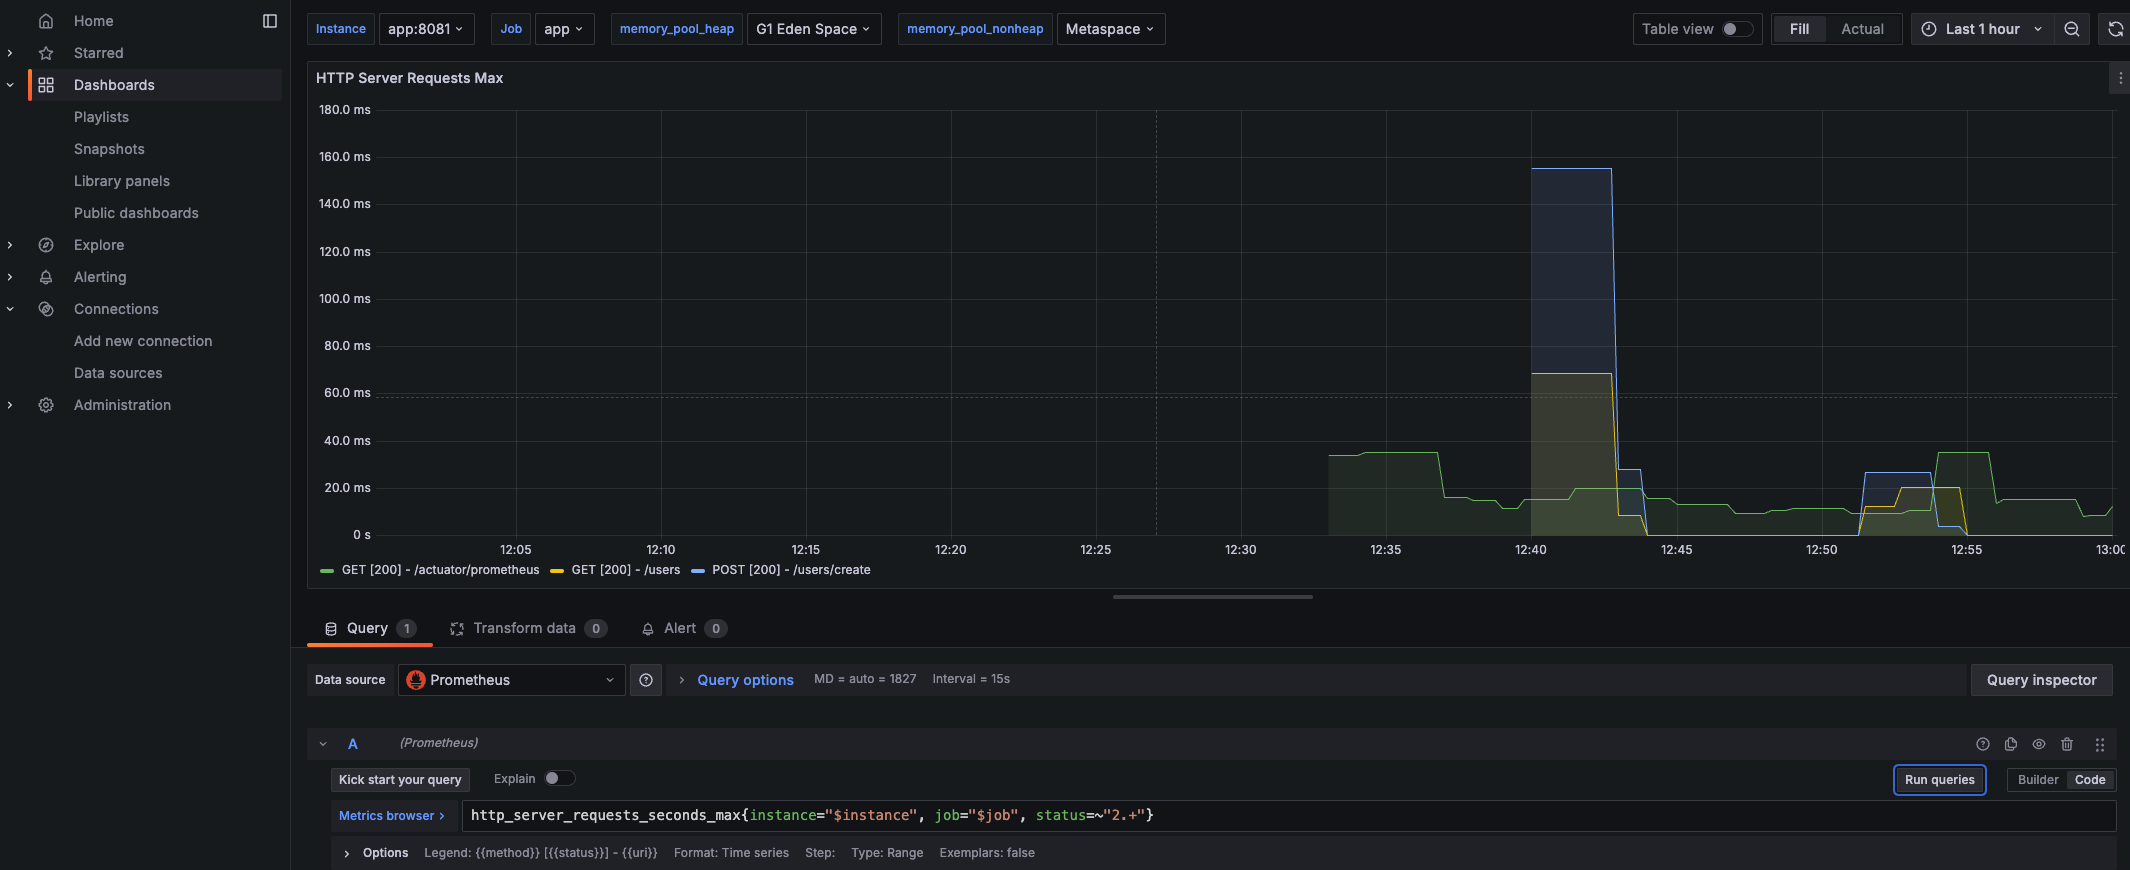 Home
Starred
Dashboards
Playlists
Snapshots
Library panels
Public dashboards
Explore
Alerting
Connections
Add new connection
Data sources
Administration
Instance app:8081 Job app memory_pool_heap G1 Eden Space memory_pool_nonheap Metaspace Table view Fill Actual Last 1 hour
HTTP Server Requests Max
180.0 ms
160.0 ms
140.0 ms
120.0 ms
100.0 ms
80.0 ms
60.0 ms
40.0 ms
20.0 ms
0 s
12:05 12:10 12:15 12:20 12:25 12:30 12:35 12:40 12:45 12:50 12:55 13:00
GET [200] - /actuator/prometheus GET [200] - /users POST [200] - /users/create
Query 1 Transform data 0 Alert 0
Data source Prometheus Query options MD = auto = 1827 Interval = 15s Query inspector
A (Prometheus)
Kick start your query Explain Run queries Builder Code
Metrics browser > http_server_requests_seconds_max{instance="$instance", job="$job", status=~"2.+"}
Options Legend: {{method}} [{{status}}] - {{uri}} Format: Time series Step: Type: Range Exemplars: false